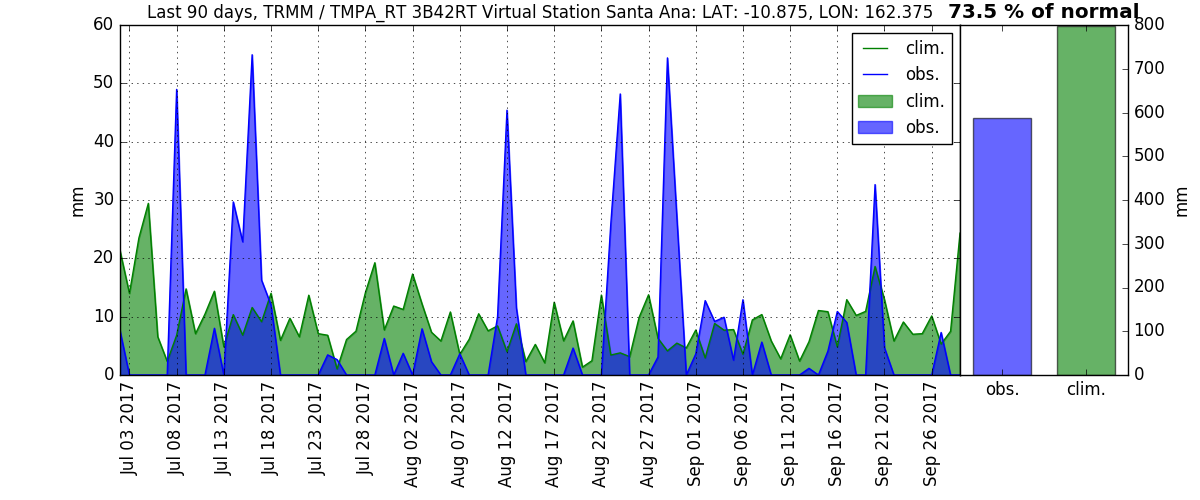 Last 90 days, TRMM / TMPA_RT 3B42RT Virtual Station Santa Ana: LAT: -10.875, LON: 162.375 73.5 % of normal
60 50 40 30 20 10 0
mm
clim.
obs.
clim.
obs.
Jul 03 2017 Jul 08 2017 Jul 13 2017 Jul 18 2017 Jul 23 2017 Jul 28 2017 Aug 02 2017 Aug 07 2017 Aug 12 2017 Aug 17 2017 Aug 22 2017 Aug 27 2017 Sep 01 2017 Sep 06 2017 Sep 11 2017 Sep 16 2017 Sep 21 2017 Sep 26 2017
obs. clim.
800 700 600 500 400 300 200 100 0
mm